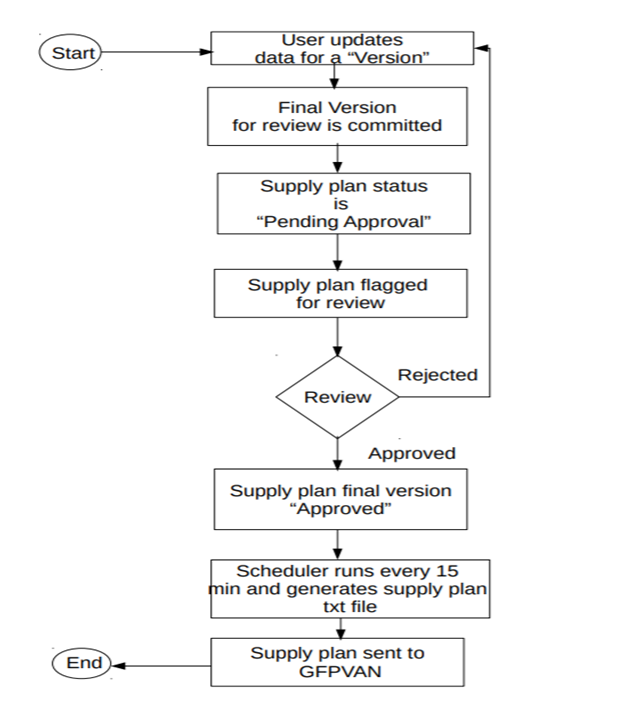 Start
User updates
data for a “Version”
Final Version
for review is committed
Supply plan status
is
“Pending Approval”
Supply plan flagged
for review
Rejected
Review
Approved
Supply plan final version
“Approved”
Scheduler runs every 15
min and generates supply plan
txt file
Supply plan sent to
GFPVAN
End